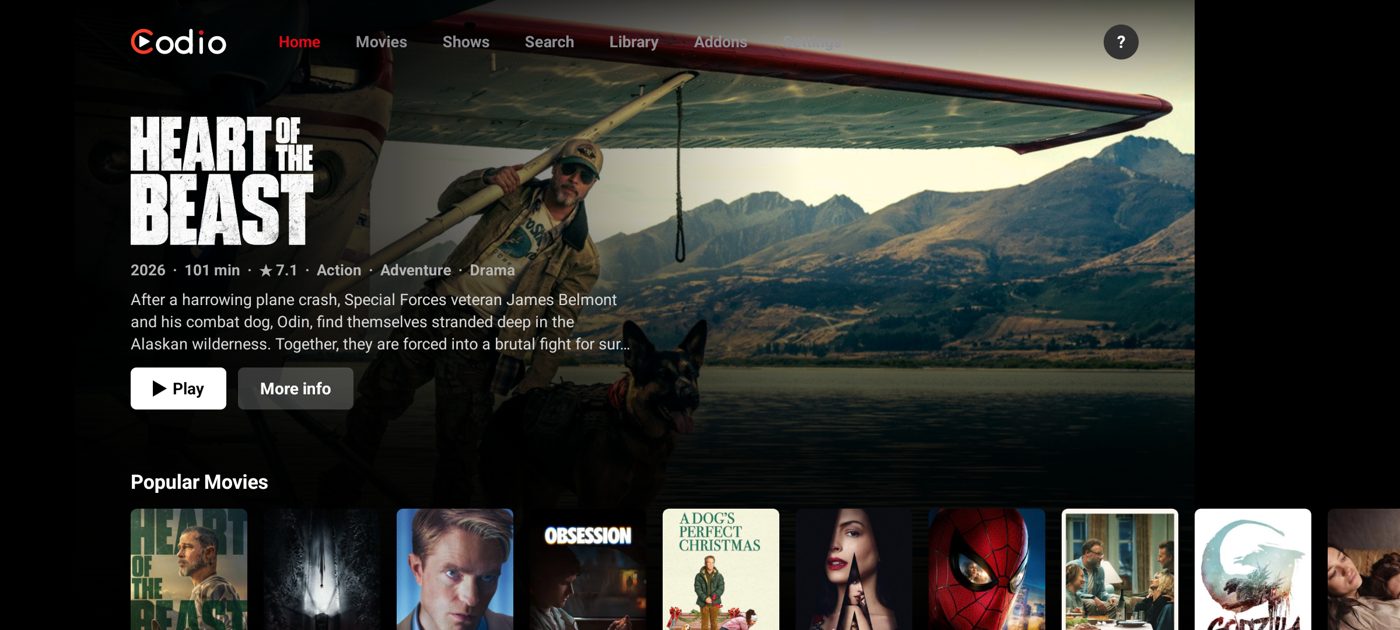 Codio
Home
Movies
Shows
Search
Library
Addons
Settings
?
HEART OF
THE
BEAST
2026 · 101 min · ★ 7.1 · Action · Adventure · Drama
After a harrowing plane crash, Special Forces veteran James Belmont
and his combat dog, Odin, find themselves stranded deep in the
Alaskan wilderness. Together, they are forced into a brutal fight for sur...
Play
More info
Popular Movies
HEART
OF
THE
BEAST
OBSESSION
A DOG'S
PERFECT
CHRISTMAS
GODZILLA